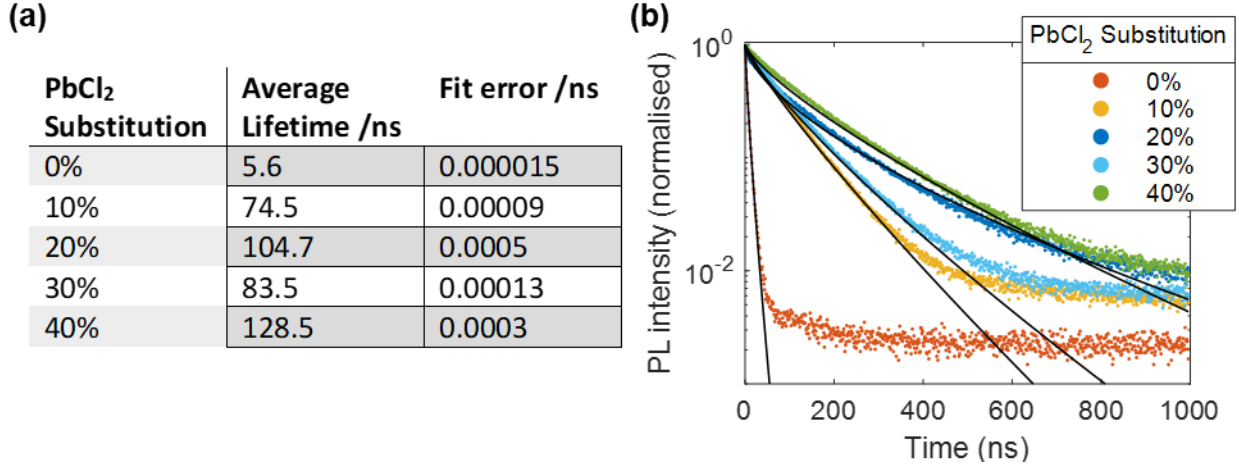 (a)
PbCl₂ Substitution Average Lifetime /ns Fit error /ns
0% 5.6 0.000015
10% 74.5 0.00009
20% 104.7 0.0005
30% 83.5 0.00013
40% 128.5 0.0003
(b)
PbCl₂ Substitution
0%
10%
20%
30%
40%
PL intensity (normalised)
10⁰
10⁻²
0 200 400 600 800 1000
Time (ns)